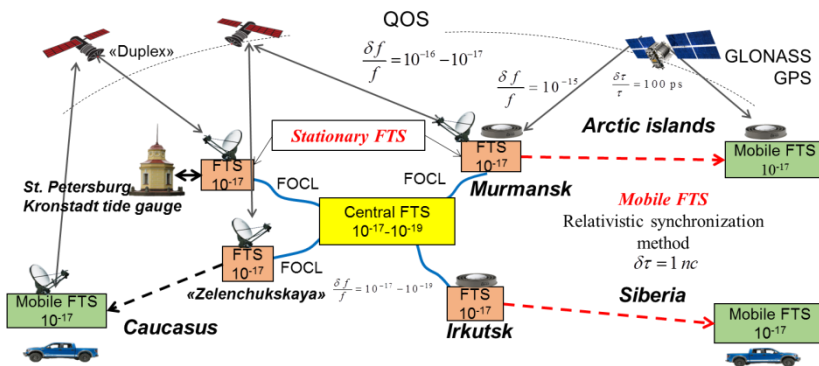 QOS
«Duplex»
δf/f = 10⁻¹⁶ − 10⁻¹⁷
GLONASS
GPS
δf/f = 10⁻¹⁵
δτ/τ = 100 ps
Stationary FTS
Arctic islands
FTS
10⁻¹⁷
FTS
10⁻¹⁷
Mobile FTS
10⁻¹⁷
St. Petersburg
Kronstadt tide gauge
FOCL
FOCL
Murmansk
Central FTS
10⁻¹⁷-10⁻¹⁹
Mobile FTS
Relativistic synchronization
method
δτ = 1 nc
FTS
10⁻¹⁷
FOCL
«Zelenchukskaya»
δf/f = 10⁻¹⁷ − 10⁻¹⁹
FTS
10⁻¹⁷
Irkutsk
Siberia
Mobile FTS
10⁻¹⁷
Caucasus
Mobile FTS
10⁻¹⁷